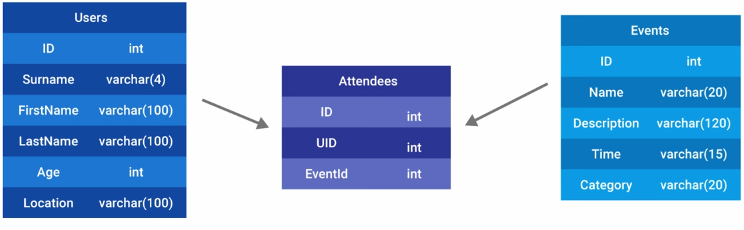 Users
ID int
Surname varchar(4)
FirstName varchar(100)
LastName varchar(100)
Age int
Location varchar(100)
Attendees
ID int
UID int
EventId int
Events
ID int
Name varchar(20)
Description varchar(120)
Time varchar(15)
Category varchar(20)